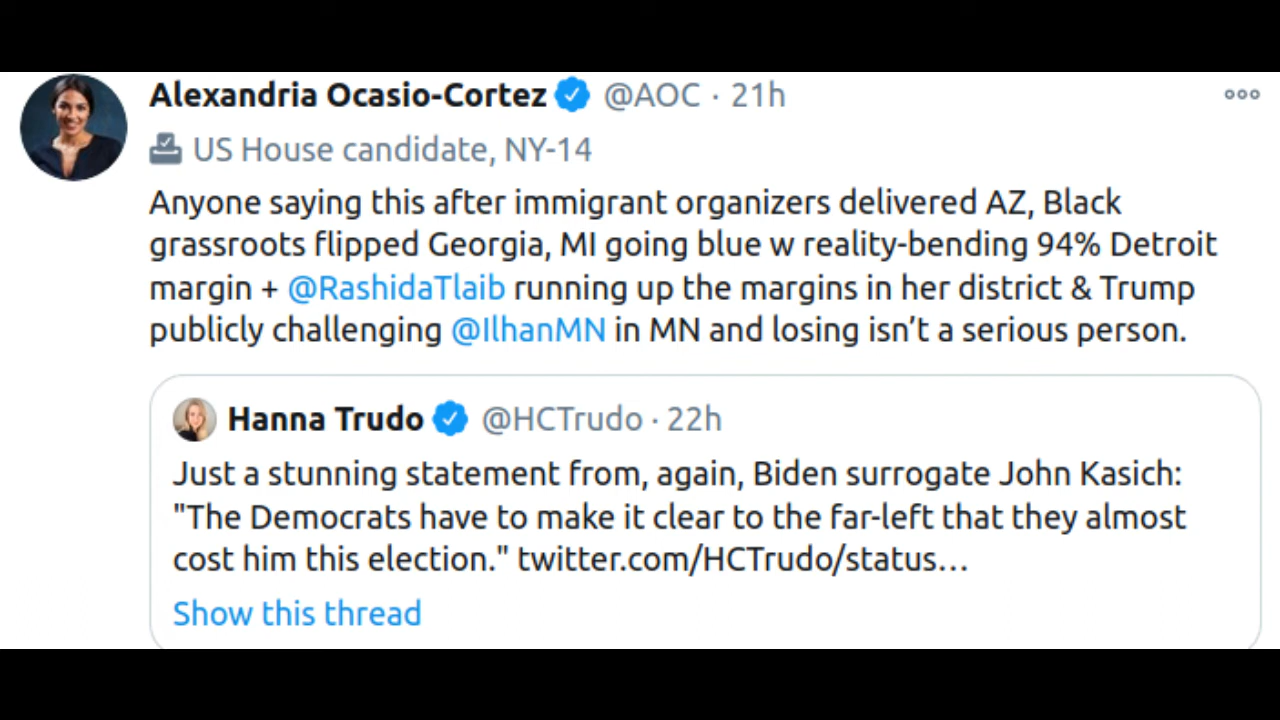 Alexandria Ocasio-Cortez @AOC · 21h
US House candidate, NY-14
Anyone saying this after immigrant organizers delivered AZ, Black
grassroots flipped Georgia, MI going blue w reality-bending 94% Detroit
margin + @RashidaTlaib running up the margins in her district & Trump
publicly challenging @IlhanMN in MN and losing isn’t a serious person.
Hanna Trudo @HCTrudo · 22h
Just a stunning statement from, again, Biden surrogate John Kasich:
"The Democrats have to make it clear to the far-left that they almost
cost him this election." twitter.com/HCTrudo/status…
Show this thread